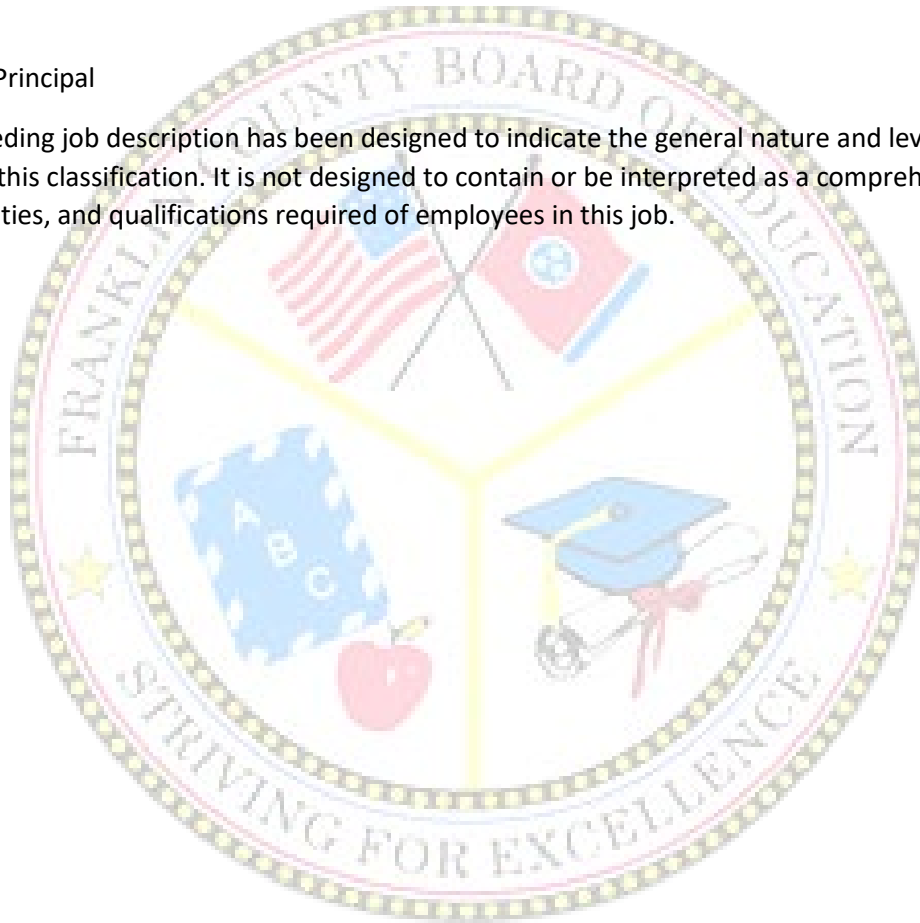 Principal
eding job description has been designed to indicate the general nature and lev
this classification. It is not designed to contain or be interpreted as a compreh
ties, and qualifications required of employees in this job.
FRANKLIN COUNTY BOARD OF EDUCATION
A
B
C
STRIVING FOR EXCELLENCE